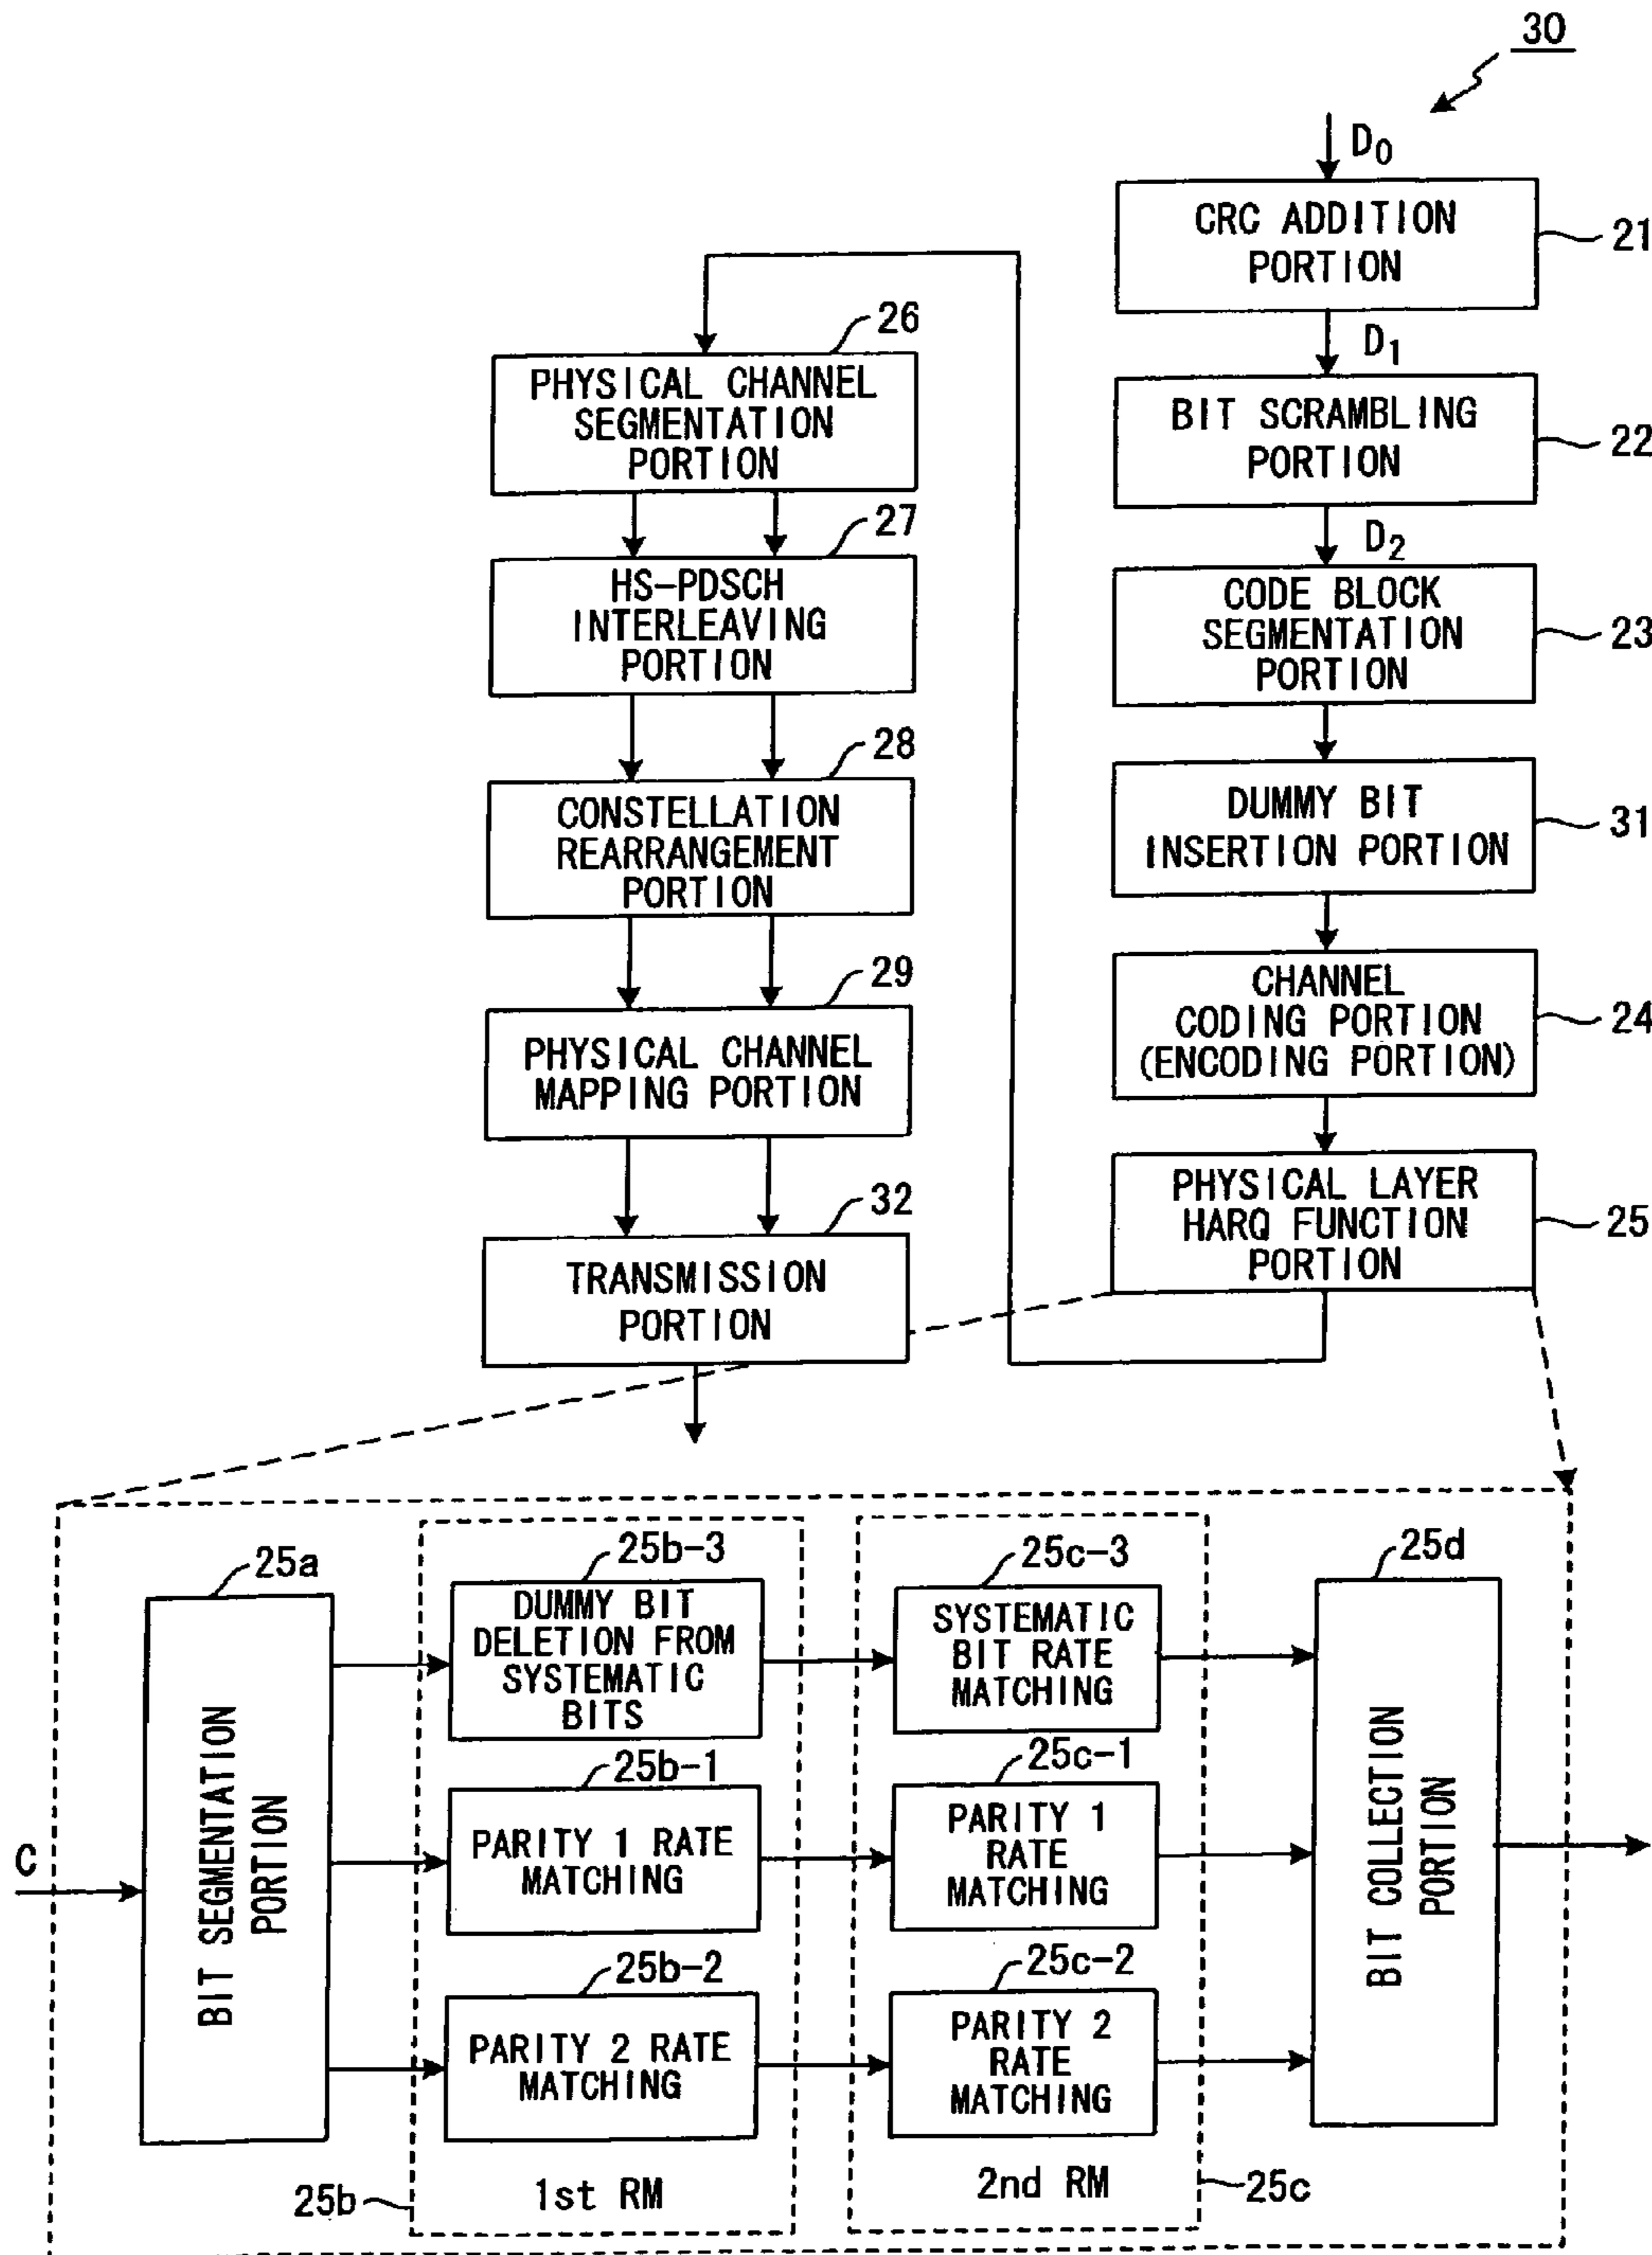 30
D0
CRC ADDITION
PORTION
21
D1
BIT SCRAMBLING
PORTION
22
D2
CODE BLOCK
SEGMENTATION
PORTION
23
DUMMY BIT
INSERTION PORTION
31
CHANNEL
CODING PORTION
(ENCODING PORTION)
24
PHYSICAL LAYER
HARQ FUNCTION
PORTION
25
26
PHYSICAL CHANNEL
SEGMENTATION
PORTION
27
HS-PDSCH
INTERLEAVING
PORTION
28
CONSTELLATION
REARRANGEMENT
PORTION
29
PHYSICAL CHANNEL
MAPPING PORTION
32
TRANSMISSION
PORTION
C
25a
BIT SEGMENTATION
PORTION
25b-3
DUMMY BIT
DELETION FROM
SYSTEMATIC
BITS
25b-1
PARITY 1 RATE
MATCHING
25b-2
PARITY 2 RATE
MATCHING
25b
1st RM
25c-3
SYSTEMATIC
BIT RATE
MATCHING
25c-1
PARITY 1
RATE
MATCHING
25c-2
PARITY 2
RATE
MATCHING
2nd RM
25c
25d
BIT COLLECTION
PORTION